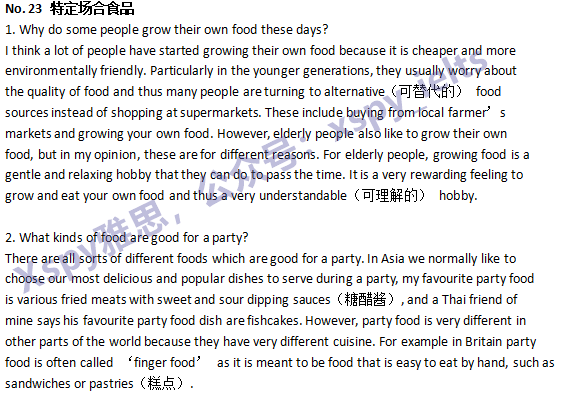 No. 23  特定场合食品
1. Why do some people grow their own food these days?
I think a lot of people have started growing their own food because it is cheaper and more
environmentally friendly. Particularly in the younger generations, they usually worry about
the quality of food and thus many people are turning to alternative（可替代的） food
sources instead of shopping at supermarkets. These include buying from local farmer’s
markets and growing your own food. However, elderly people also like to grow their own
food, but in my opinion, these are for different reasons. For elderly people, growing food is a
gentle and relaxing hobby that they can do to pass the time. It is a very rewarding feeling to
grow and eat your own food and thus a very understandable（可理解的） hobby.
2. What kinds of food are good for a party?
There are all sorts of different foods which are good for a party. In Asia we normally like to
choose our most delicious and popular dishes to serve during a party, my favourite party food
is various fried meats with sweet and sour dipping sauces（糖醋酱）, and a Thai friend of
mine says his favourite party food dish are fishcakes. However, party food is very different in
other parts of the world because they have very different cuisine. For example in Britain party
food is often called ‘finger food’ as it is meant to be food that is easy to eat by hand, such as
sandwiches or pastries（糕点）.
Xspy雅思，公众号：xspy_ielts